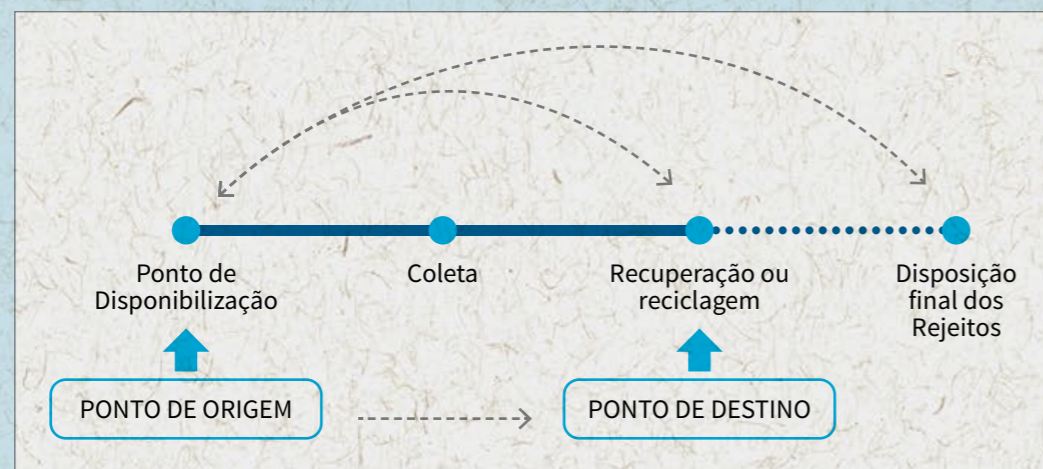 Ponto de
Disponibilização
Coleta
Recuperação ou
reciclagem
Disposição
final dos
Rejeitos
PONTO DE ORIGEM
PONTO DE DESTINO